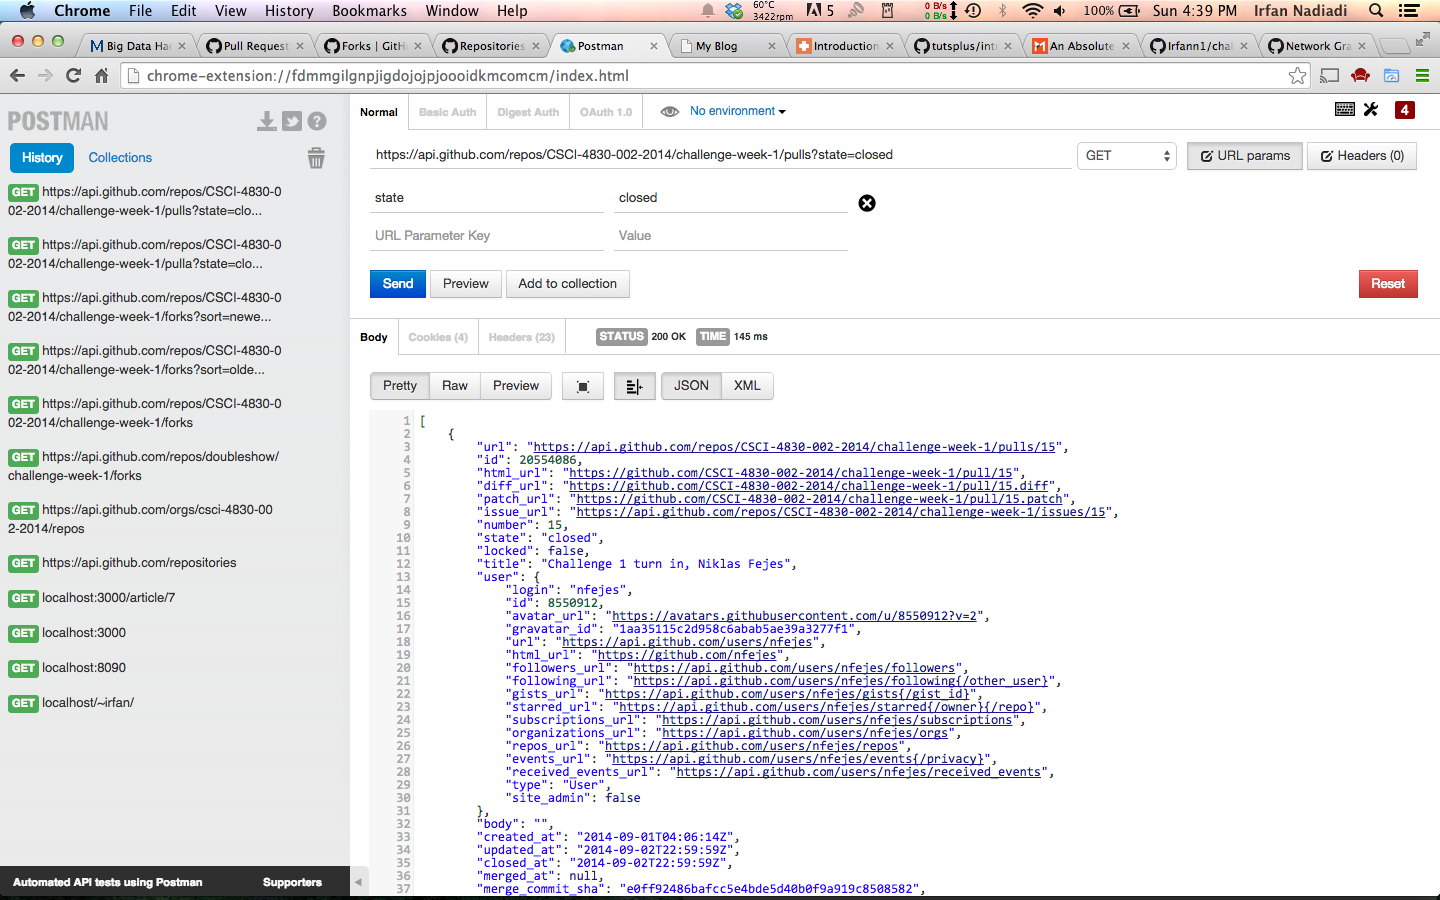 Chrome File Edit View History Bookmarks Window Help 60°C 3422rpm 5 0 B/s 0 B/s 100% Sun 4:39 PM Irfan Nadiadi
Big Data Ha
Pull Request
Forks | GitH
Repositories
Postman
My Blog
Introduction
tutsplus/int
An Absolute
Irfann1/chal
Network Gra
chrome-extension://fdmmgilgnpjigdojojpjoooidkmcomcm/index.html
POSTMAN
History Collections
GET https://api.github.com/repos/CSCI-4830-0
02-2014/challenge-week-1/pulls?state=clo...
GET https://api.github.com/repos/CSCI-4830-0
02-2014/challenge-week-1/pulla?state=clo...
GET https://api.github.com/repos/CSCI-4830-0
02-2014/challenge-week-1/forks?sort=newe...
GET https://api.github.com/repos/CSCI-4830-0
02-2014/challenge-week-1/forks?sort=olde...
GET https://api.github.com/repos/CSCI-4830-0
02-2014/challenge-week-1/forks
GET https://api.github.com/repos/doubleshow/
challenge-week-1/forks
GET https://api.github.com/orgs/csci-4830-00
2-2014/repos
GET https://api.github.com/repositories
GET localhost:3000/article/7
GET localhost:3000
GET localhost:8090
GET localhost/~irfan/
Automated API tests using Postman Supporters
Normal Basic Auth Digest Auth OAuth 1.0 No environment 4
https://api.github.com/repos/CSCI-4830-002-2014/challenge-week-1/pulls?state=closed GET URL params Headers (0)
state closed
URL Parameter Key Value
Send Preview Add to collection Reset
Body Cookies (4) Headers (23) STATUS 200 OK TIME 145 ms
Pretty Raw Preview JSON XML
1 [
2 {
3 "url": "https://api.github.com/repos/CSCI-4830-002-2014/challenge-week-1/pulls/15",
4 "id": 20554086,
5 "html_url": "https://github.com/CSCI-4830-002-2014/challenge-week-1/pull/15",
6 "diff_url": "https://github.com/CSCI-4830-002-2014/challenge-week-1/pull/15.diff",
7 "patch_url": "https://github.com/CSCI-4830-002-2014/challenge-week-1/pull/15.patch",
8 "issue_url": "https://api.github.com/repos/CSCI-4830-002-2014/challenge-week-1/issues/15",
9 "number": 15,
10 "state": "closed",
11 "locked": false,
12 "title": "Challenge 1 turn in, Niklas Fejes",
13 "user": {
14 "login": "nfejes",
15 "id": 8550912,
16 "avatar_url": "https://avatars.githubusercontent.com/u/8550912?v=2",
17 "gravatar_id": "1aa35115c2d958c6abab5ae39a3277f1",
18 "url": "https://api.github.com/users/nfejes",
19 "html_url": "https://github.com/nfejes",
20 "followers_url": "https://api.github.com/users/nfejes/followers",
21 "following_url": "https://api.github.com/users/nfejes/following{/other_user}",
22 "gists_url": "https://api.github.com/users/nfejes/gists{/gist_id}",
23 "starred_url": "https://api.github.com/users/nfejes/starred{/owner}{/repo}",
24 "subscriptions_url": "https://api.github.com/users/nfejes/subscriptions",
25 "organizations_url": "https://api.github.com/users/nfejes/orgs",
26 "repos_url": "https://api.github.com/users/nfejes/repos",
27 "events_url": "https://api.github.com/users/nfejes/events{/privacy}",
28 "received_events_url": "https://api.github.com/users/nfejes/received_events",
29 "type": "User",
30 "site_admin": false
31 },
32 "body": "",
33 "created_at": "2014-09-01T04:06:14Z",
34 "updated_at": "2014-09-02T22:59:59Z",
35 "closed_at": "2014-09-02T22:59:59Z",
36 "merged_at": null,
37 "merge_commit_sha": "e0ff92486bafcc5e4bde5d40b0f9a919c8508582",